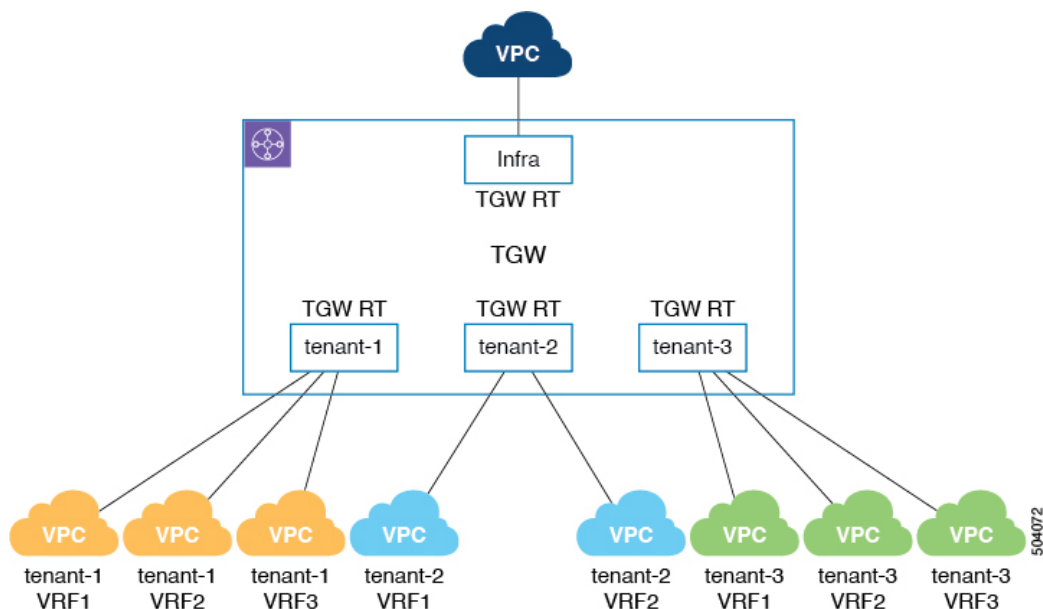 VPC
Infra
TGW RT
TGW
TGW RT
TGW RT
TGW RT
tenant-1
tenant-2
tenant-3
VPC
VPC
VPC
VPC
VPC
VPC
VPC
VPC
tenant-1
VRF1
tenant-1
VRF2
tenant-1
VRF3
tenant-2
VRF1
tenant-2
VRF2
tenant-3
VRF1
tenant-3
VRF2
tenant-3
VRF3
504072